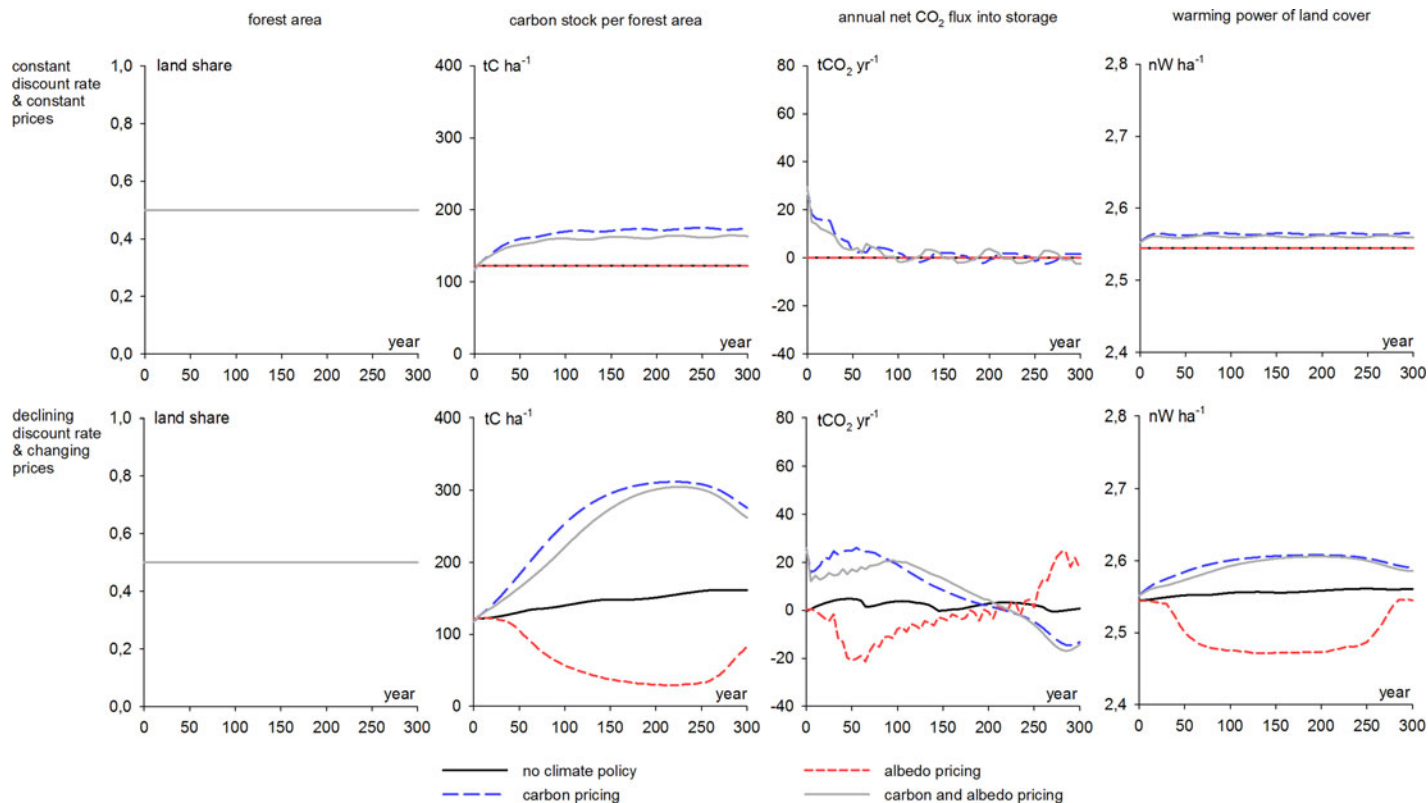 forest area
carbon stock per forest area
annual net CO2 flux into storage
warming power of land cover
constant
discount rate
& constant
prices
land share
1,0
0,8
0,6
0,4
0,2
0,0
year
0 50 100 150 200 250 300
tC ha-1
400
300
200
100
0
year
0 50 100 150 200 250 300
tCO2 yr-1
80
60
40
20
0
-20
-40
year
0 50 100 150 200 250 300
nW ha-1
2,8
2,7
2,6
2,5
2,4
year
0 50 100 150 200 250 300
declining
discount rate
& changing
prices
land share
1,0
0,8
0,6
0,4
0,2
0,0
year
0 50 100 150 200 250 300
tC ha-1
400
300
200
100
0
year
0 50 100 150 200 250 300
tCO2 yr-1
80
60
40
20
0
-20
-40
year
0 50 100 150 200 250 300
nW ha-1
2,8
2,7
2,6
2,5
2,4
year
0 50 100 150 200 250 300
no climate policy
albedo pricing
carbon pricing
carbon and albedo pricing